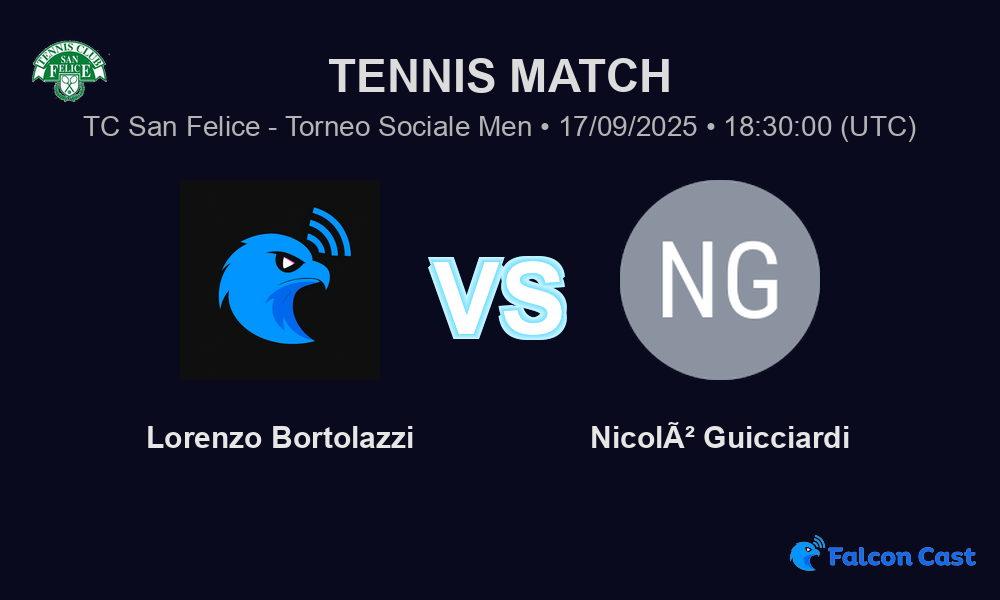 TENNIS CLUB
SAN
FELICE
TENNIS MATCH
TC San Felice - Torneo Sociale Men • 17/09/2025 • 18:30:00 (UTC)
VS
NG
Lorenzo Bortolazzi
NicolÃ² Guicciardi
Falcon Cast